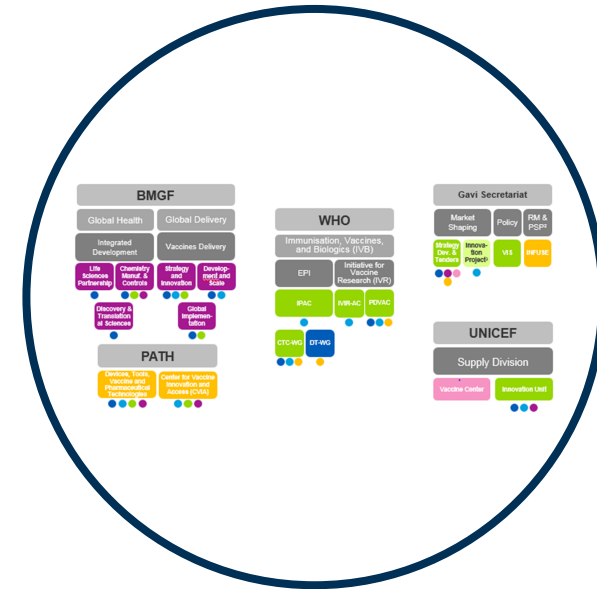 BMGF
Global Health
Global Delivery
Integrated
Development
Vaccines Delivery
Life
Sciences
Partnership
Chemistry
Manuf. &
Controls
Strategy
and
Innovation
Develop-
ment and
Scale
Discovery &
Translation
al Sciences
Global
Implemen-
tation
PATH
Devices, Tools,
Vaccine and
Pharmaceutical
Technologies
Center for Vaccine
Innovation and
Access (CVIA)
WHO
Immunisation, Vaccines,
and Biologics (IVB)
EPI
Initiative for
Vaccine
Research (IVR)
IPAC
IVIR-AC
PDVAC
CTC-WG
DT-WG
Gavi Secretariat
Market
Shaping
Policy
RM &
PSP²
Strategy
Dev. &
Tenders
Innova-
tion
Project¹
VIS
INFUSE
UNICEF
Supply Division
Vaccine Center
Innovation Unit